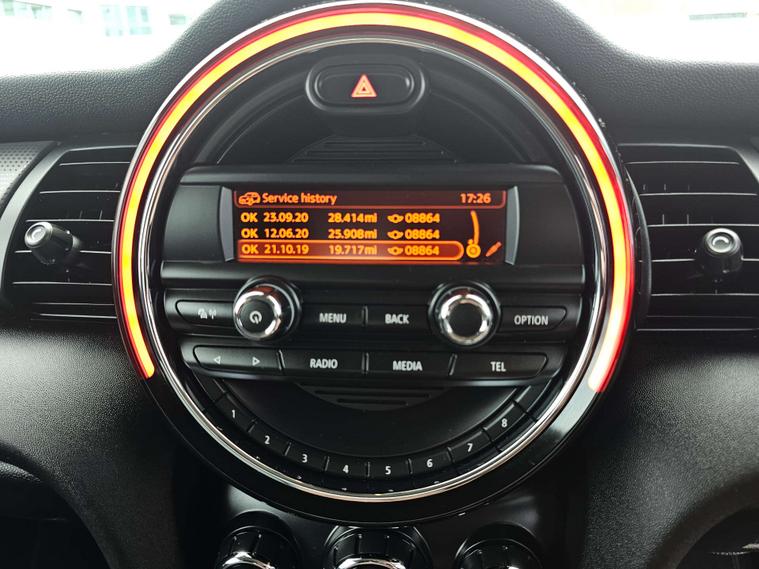 Service history 17:26
OK 23.09.20 28.414mi 08864
OK 12.06.20 25.908mi 08864
OK 21.10.19 19.717mi 08864
MENU BACK OPTION
RADIO MEDIA TEL
1 2 3 4 5 6 7 8